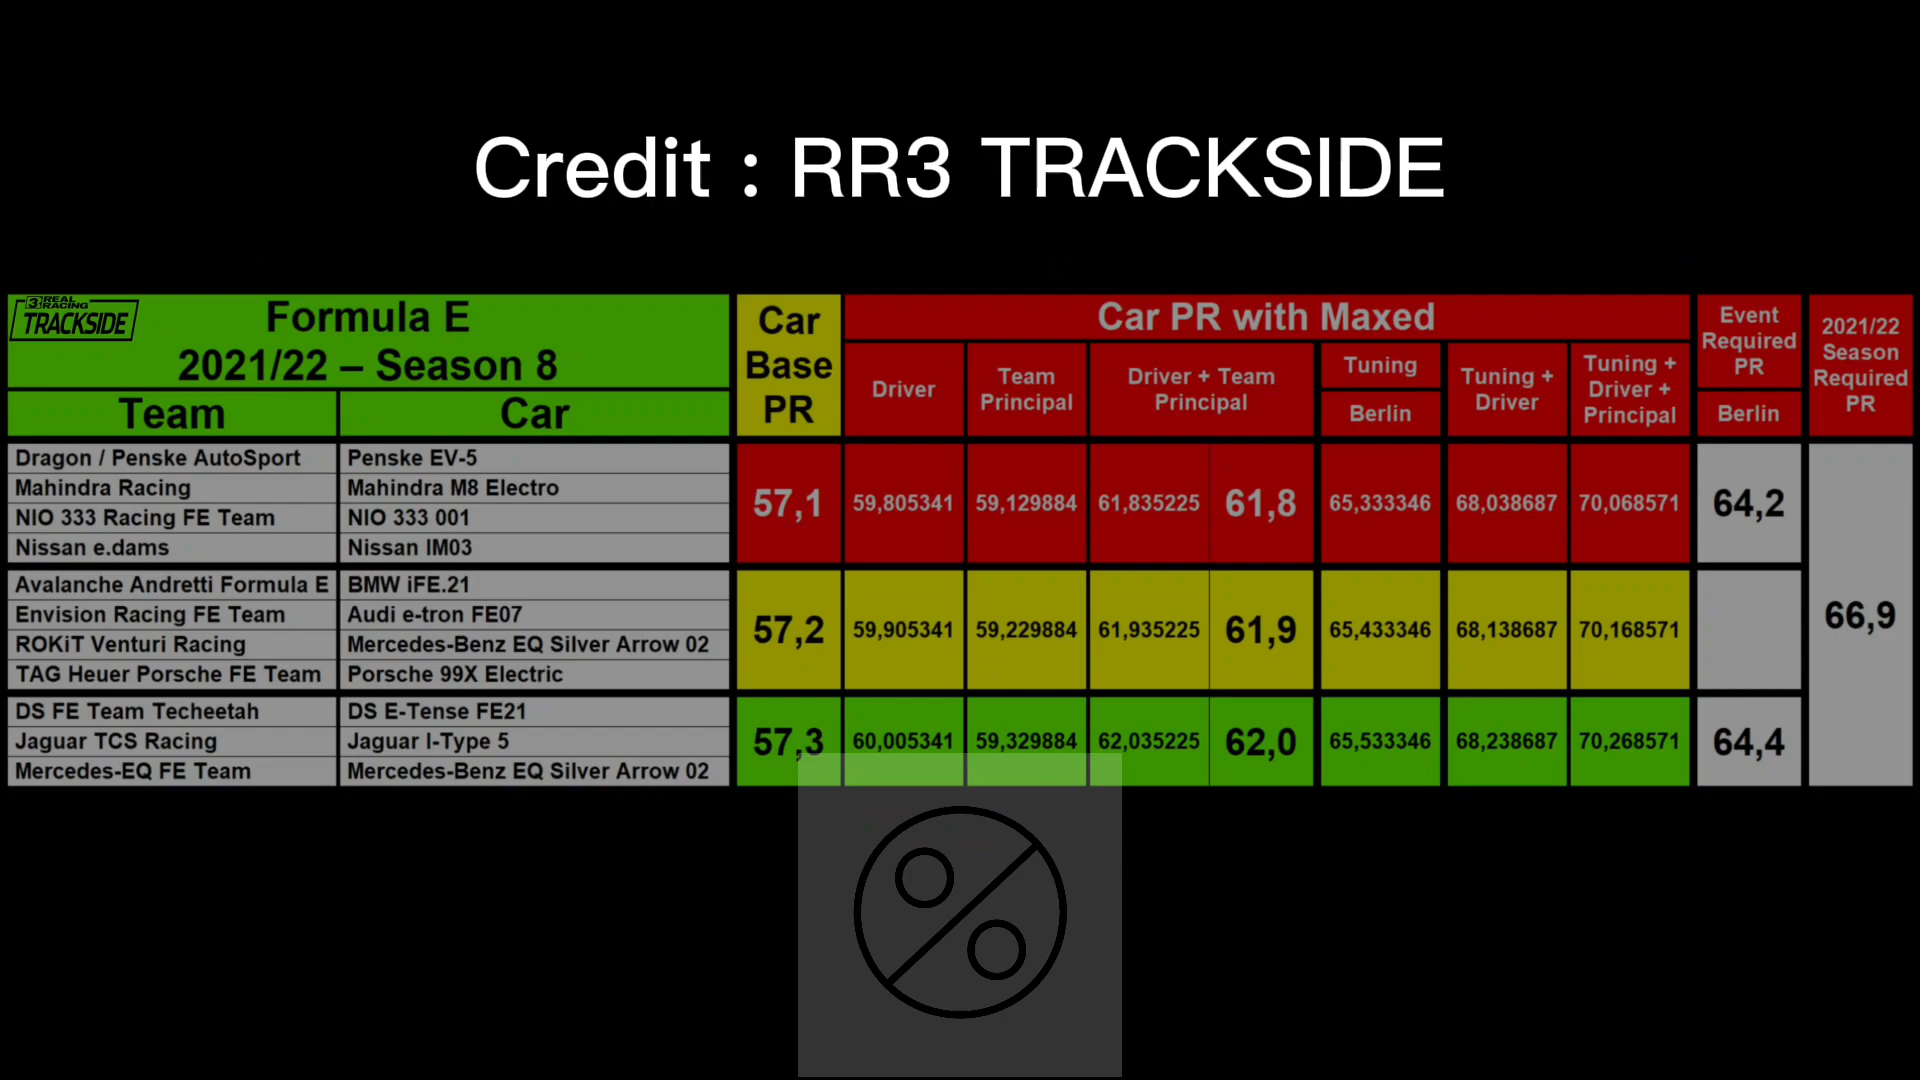 Credit : RR3 TRACKSIDE
3 REAL RACING
TRACKSIDE
Formula E
2021/22 – Season 8
Team
Car
Car Base PR
Car PR with Maxed
Driver
Team Principal
Driver + Team Principal
Tuning
Berlin
Tuning + Driver
Tuning + Driver + Principal
Event Required PR
Berlin
2021/22 Season Required PR
Dragon / Penske AutoSport Penske EV-5
Mahindra Racing Mahindra M8 Electro
NIO 333 Racing FE Team NIO 333 001
Nissan e.dams Nissan IM03
57,1 59,805341 59,129884 61,835225 61,8 65,333346 68,038687 70,068571 64,2
Avalanche Andretti Formula E BMW iFE.21
Envision Racing FE Team Audi e-tron FE07
ROKiT Venturi Racing Mercedes-Benz EQ Silver Arrow 02
TAG Heuer Porsche FE Team Porsche 99X Electric
57,2 59,905341 59,229884 61,935225 61,9 65,433346 68,138687 70,168571
66,9
DS FE Team Techeetah DS E-Tense FE21
Jaguar TCS Racing Jaguar I-Type 5
Mercedes-EQ FE Team Mercedes-Benz EQ Silver Arrow 02
57,3 60,005341 59,329884 62,035225 62,0 65,533346 68,238687 70,268571 64,4